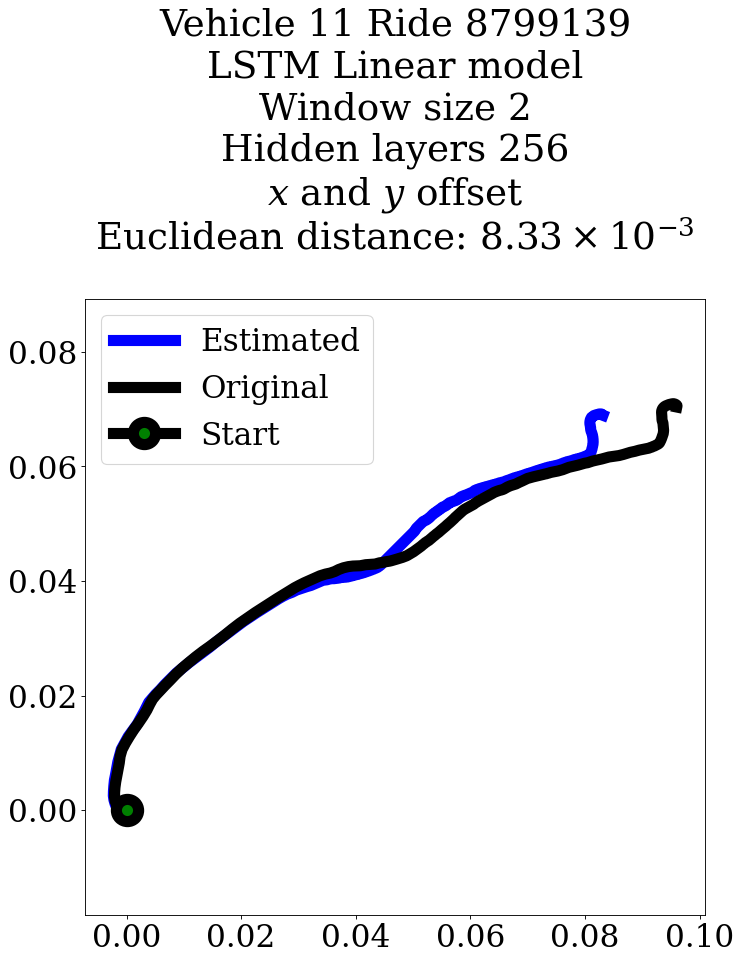 Vehicle 11 Ride 8799139
LSTM Linear model
Window size 2
Hidden layers 256
x and y offset
Euclidean distance: 8.33 × 10⁻³
Estimated
Original
Start
0.08
0.06
0.04
0.02
0.00
0.00 0.02 0.04 0.06 0.08 0.10